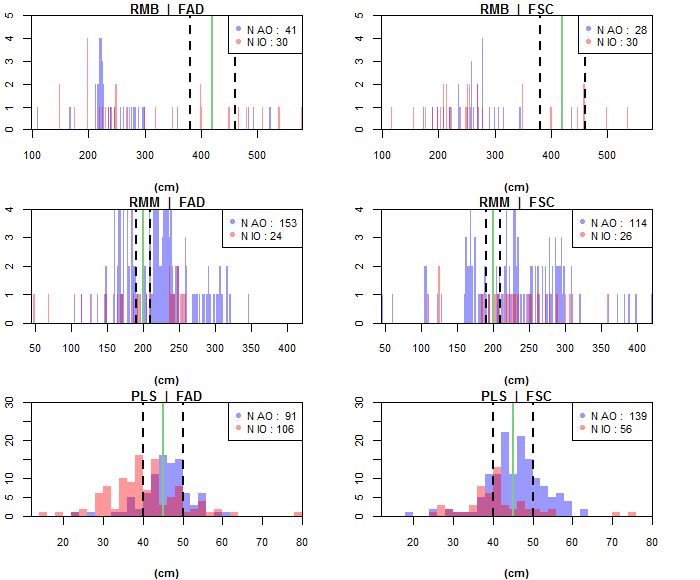 RMB | FAD
RMB | FSC
N AO : 41
N IO : 30
N AO : 28
N IO : 30
0 1 2 3 4 5
0 1 2 3 4 5
100 200 300 400 500
100 200 300 400 500
(cm)
(cm)
RMM | FAD
RMM | FSC
N AO : 153
N IO : 24
N AO : 114
N IO : 26
0 1 2 3 4
0 1 2 3 4
50 100 150 200 250 300 350 400
50 100 150 200 250 300 350 400
(cm)
(cm)
PLS | FAD
PLS | FSC
N AO : 91
N IO : 106
N AO : 139
N IO : 56
0 5 10 20 30
0 5 10 20 30
20 30 40 50 60 70 80
20 30 40 50 60 70 80
(cm)
(cm)